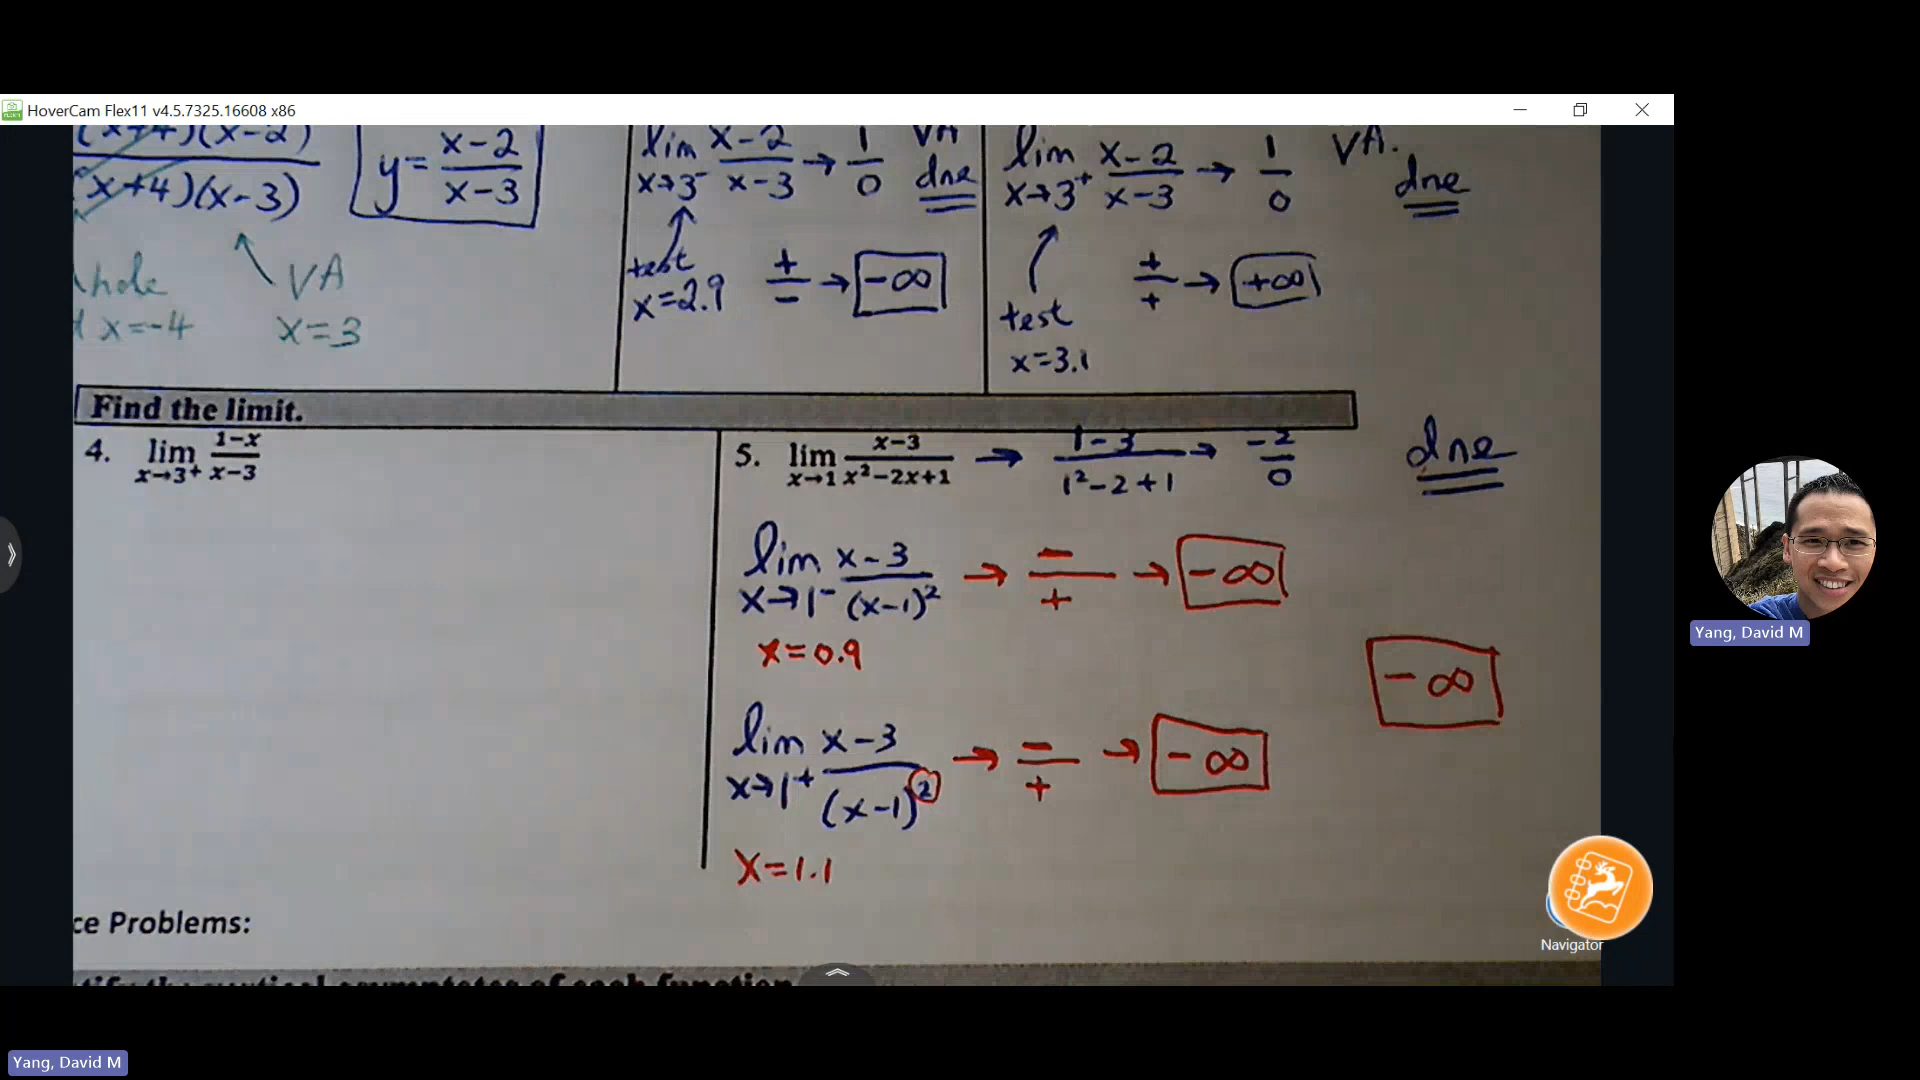 HoverCam Flex11 v4.5.7325.16608 x86
(x+4)(x-2)
(x+4)(x-3)
y= x-2
x-3
hole
x=-4
VA
x=3
lim x-2 → 1
x→3⁻ x-3 0
VA
dne
test
x=2.9
+
- → -∞
lim x-2 → 1
x→3⁺ x-3 0
VA.
dne
test
x=3.1
+
+ → +∞
Find the limit.
4. lim 1-x
x→3⁺ x-3
5. lim x-3 → 1-3 → -2
x→1 x²-2x+1 1²-2+1 0
dne
lim x-3 → - → -∞
x→1⁻ (x-1)² +
x=0.9
-∞
lim x-3 → - → -∞
x→1⁺ (x-1)² +
x=1.1
ce Problems:
Navigator
Yang, David M
Yang, David M